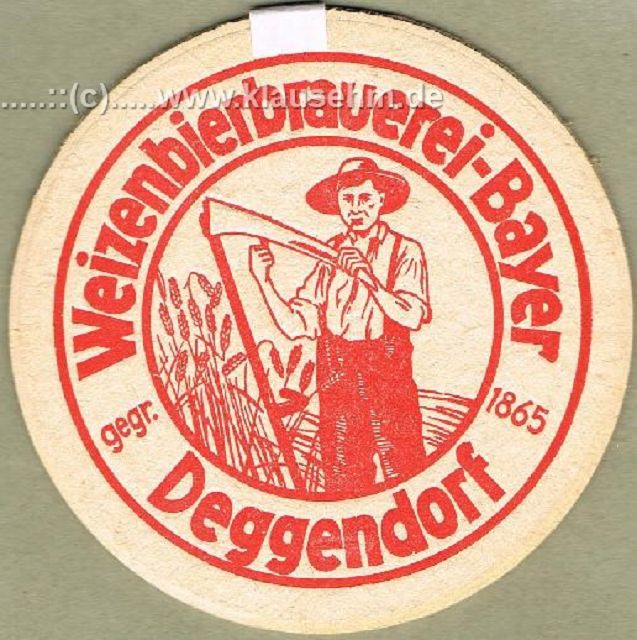 .....::(c).....www.klausehm.de
Weizenbierbrauerei-Bayer
gegr. 1865
Deggendorf